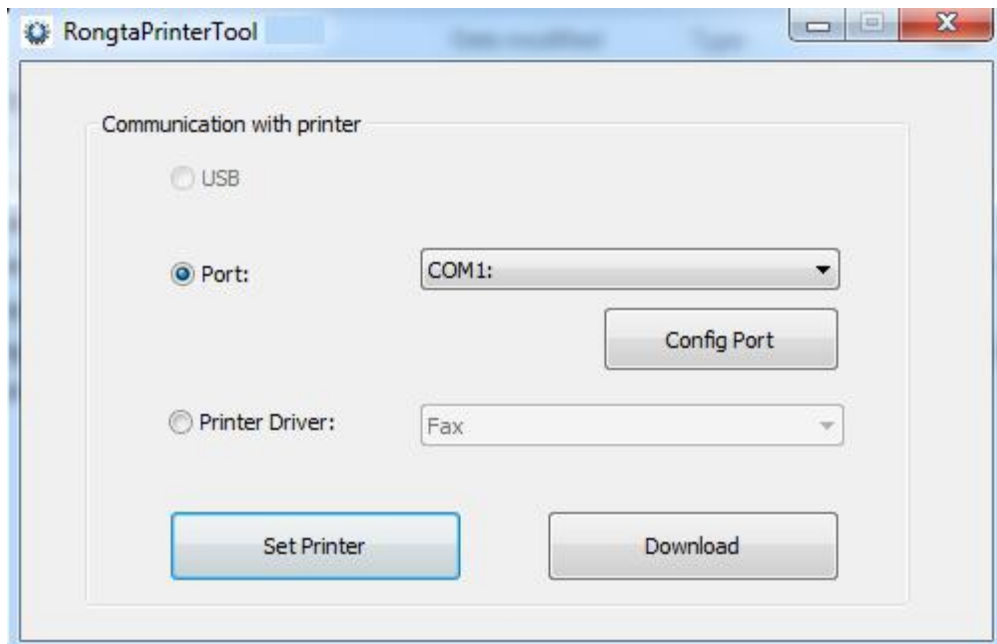 RongtaPrinterTool
Communication with printer
USB
Port:
COM1:
Config Port
Printer Driver:
Fax
Set Printer
Download